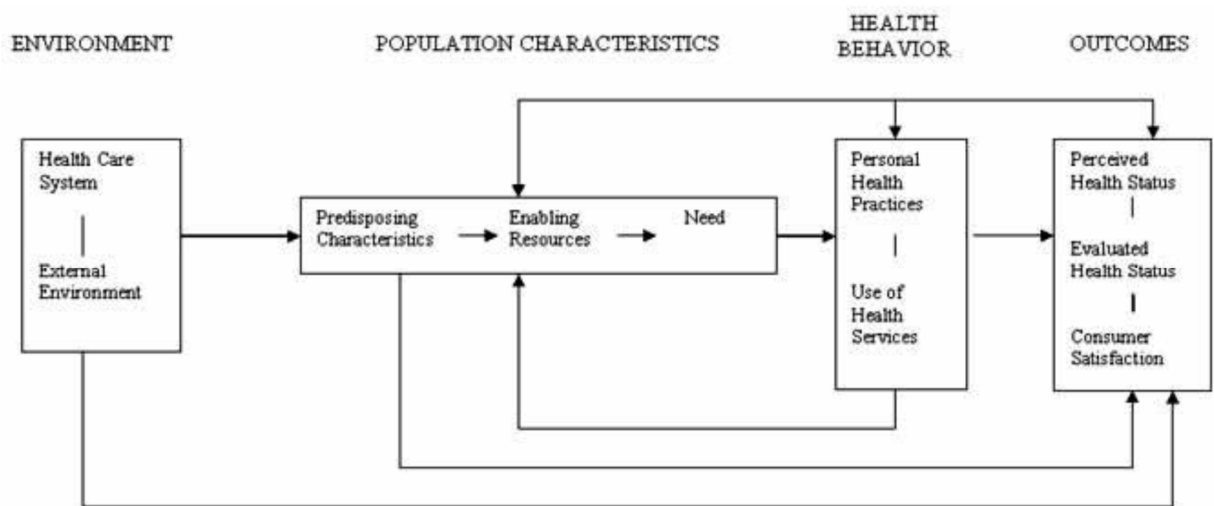 ENVIRONMENT
POPULATION CHARACTERISTICS
HEALTH
BEHAVIOR
OUTCOMES
Health Care
System
External
Environment
Predisposing
Characteristics
Enabling
Resources
Need
Personal
Health
Practices
Use of
Health
Services
Perceived
Health Status
Evaluated
Health Status
Consumer
Satisfaction